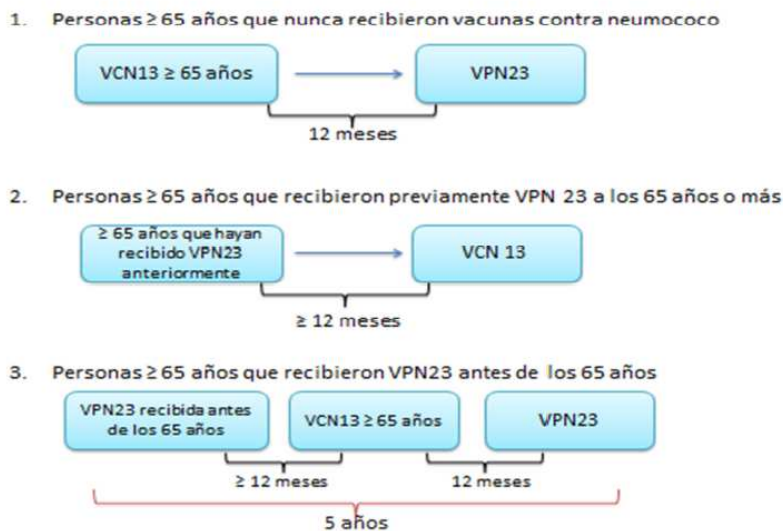 1. Personas ≥ 65 años que nunca recibieron vacunas contra neumococo
VCN13 ≥ 65 años
VPN23
12 meses
2. Personas ≥ 65 años que recibieron previamente VPN 23 a los 65 años o más
≥ 65 años que hayan
recibido VPN23
anteriormente
VCN 13
≥ 12 meses
3. Personas ≥ 65 años que recibieron VPN23 antes de los 65 años
VPN23 recibida antes
de los 65 años
VCN13 ≥ 65 años
VPN23
≥ 12 meses
12 meses
5 años